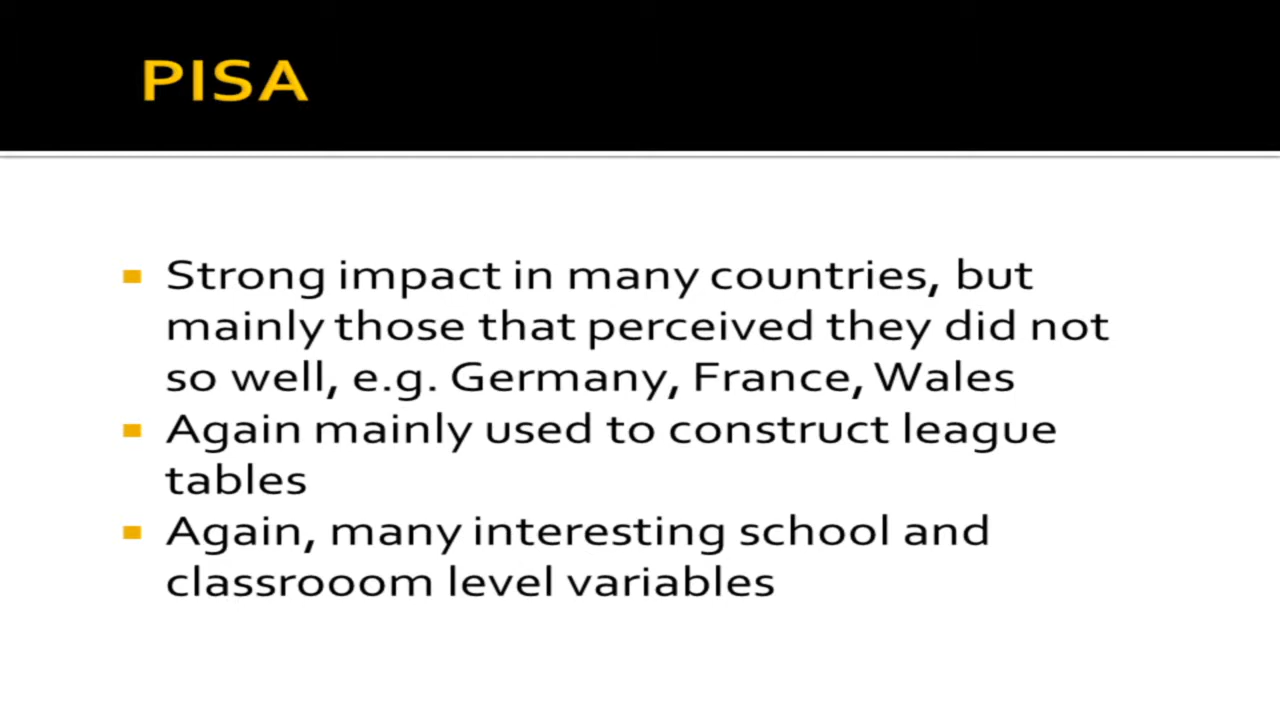 PISA
Strong impact in many countries, but
mainly those that perceived they did not
so well, e.g. Germany, France, Wales
Again mainly used to construct league
tables
Again, many interesting school and
classrooom level variables